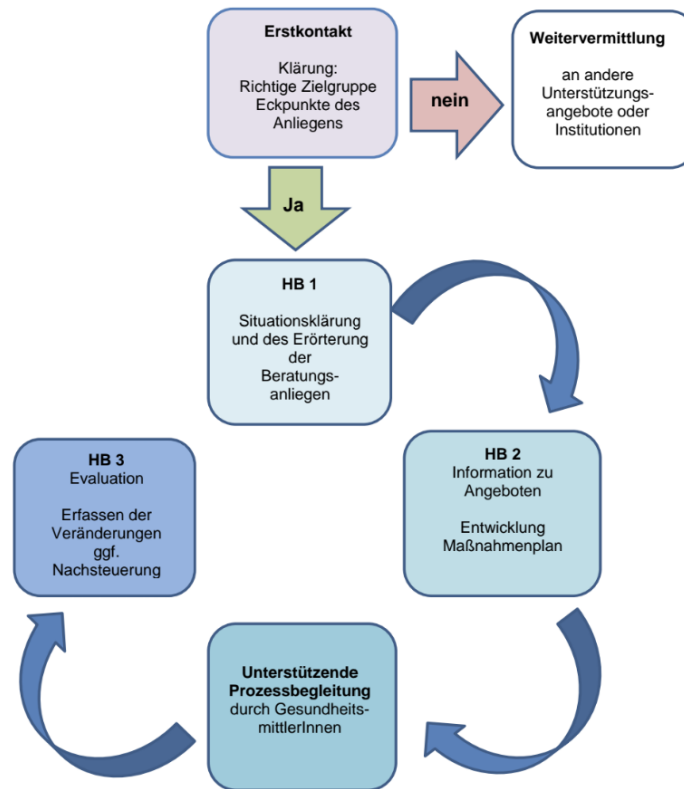 Erstkontakt
Klärung:
Richtige Zielgruppe
Eckpunkte des
Anliegens
nein
Weitervermittlung
an andere
Unterstützungs-
angebote oder
Institutionen
Ja
HB 1
Situationsklärung
und des Erörterung
der
Beratungs-
anliegen
HB 2
Information zu
Angeboten
Entwicklung
Maßnahmenplan
Unterstützende
Prozessbegleitung
durch Gesundheits-
mittlerInnen
HB 3
Evaluation
Erfassen der
Veränderungen
ggf.
Nachsteuerung